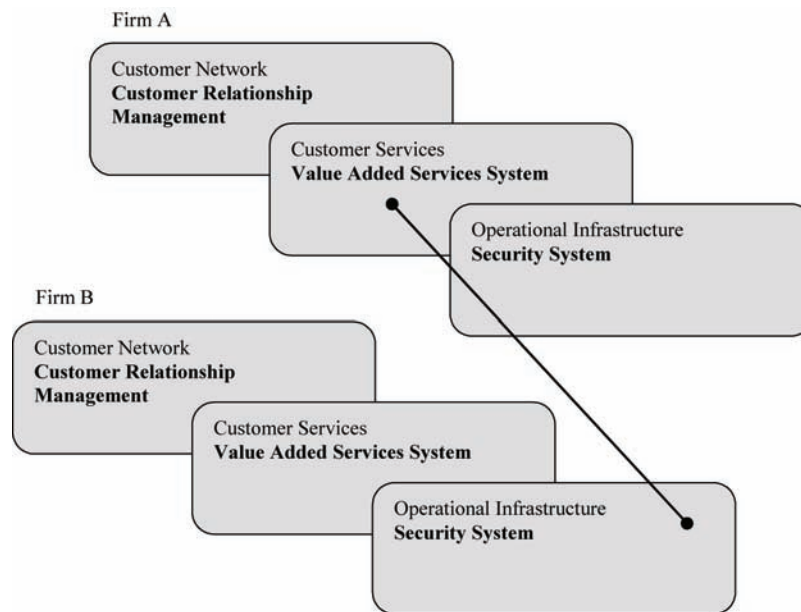 Firm A
Customer Network
Customer Relationship
Management
Customer Services
Value Added Services System
Operational Infrastructure
Security System
Firm B
Customer Network
Customer Relationship
Management
Customer Services
Value Added Services System
Operational Infrastructure
Security System